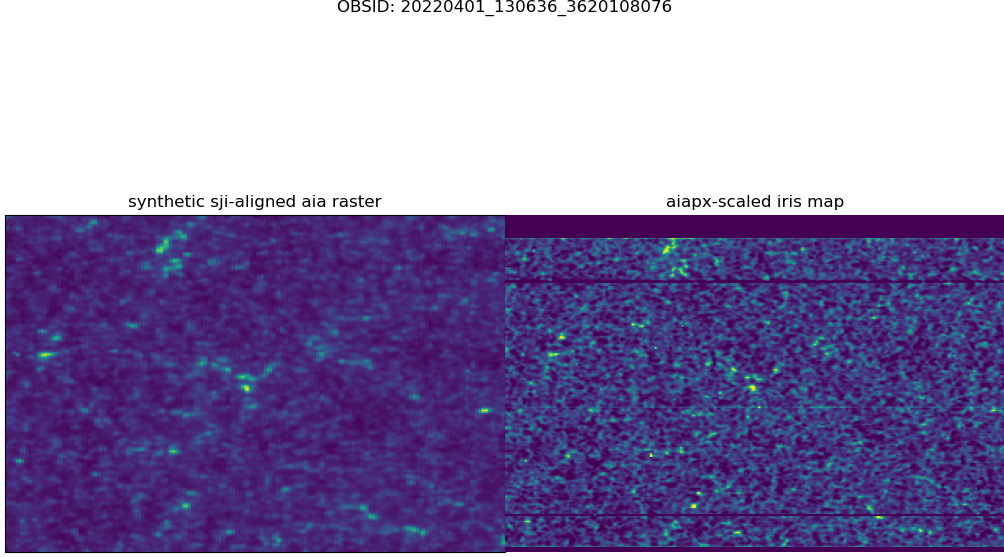 OBSID: 20220401_130636_3620108076
synthetic sji-aligned aia raster
aiapx-scaled iris map